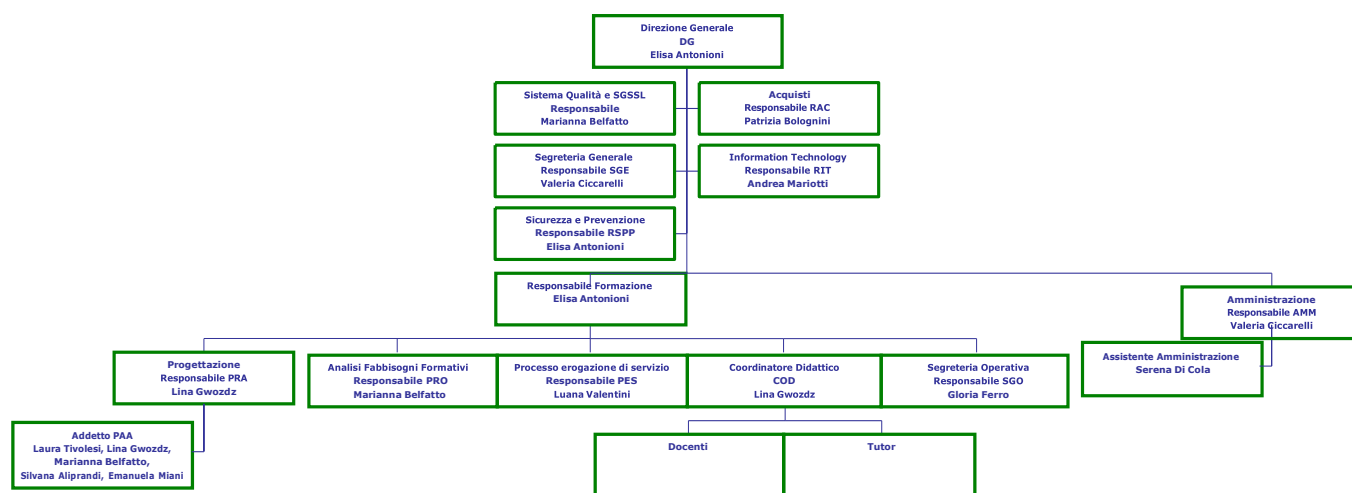 Direzione Generale
DG
Elisa Antonioni
Sistema Qualità e SGSSL
Responsabile
Marianna Belfatto
Acquisti
Responsabile RAC
Patrizia Bolognini
Segreteria Generale
Responsabile SGE
Valeria Ciccarelli
Information Technology
Responsabile RIT
Andrea Mariotti
Sicurezza e Prevenzione
Responsabile RSPP
Elisa Antonioni
Responsabile Formazione
Elisa Antonioni
Amministrazione
Responsabile AMM
Valeria Ciccarelli
Assistente Amministrazione
Serena Di Cola
Progettazione
Responsabile PRA
Lina Gwozdz
Analisi Fabbisogni Formativi
Responsabile PRO
Marianna Belfatto
Processo erogazione di servizio
Responsabile PES
Luana Valentini
Coordinatore Didattico
COD
Lina Gwozdz
Segreteria Operativa
Responsabile SGO
Gloria Ferro
Addetto PAA
Laura Tivolesi, Lina Gwozdz,
Marianna Belfatto,
Silvana Aliprandi, Emanuela Miani
Docenti
Tutor